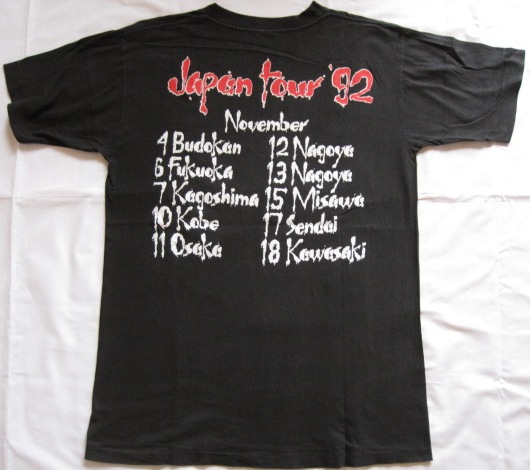 Japan Tour '92
November
4 Budokan
6 Fukuoka
7 Kagoshima
10 Kobe
11 Osaka
12 Nagoya
13 Nagoya
15 Misawa
17 Sendai
18 Kawasaki